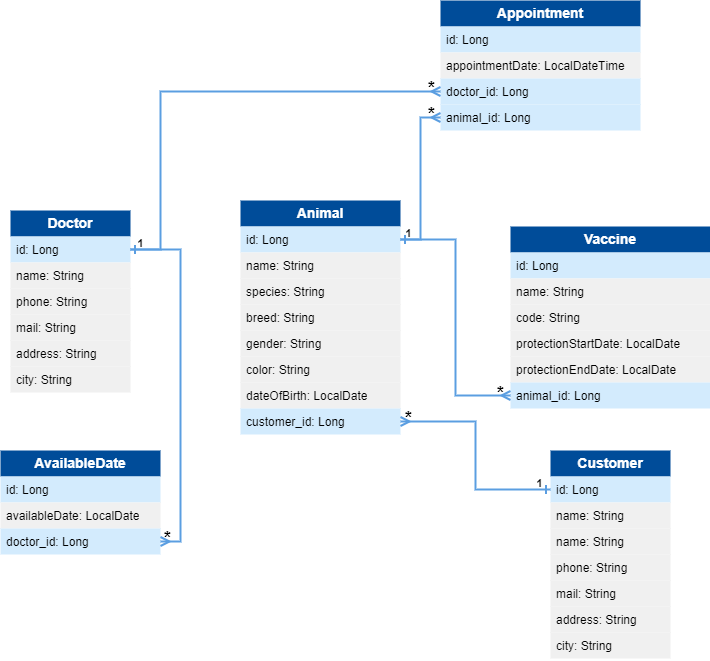 Appointment
id: Long
appointmentDate: LocalDateTime
*
doctor_id: Long
*
animal_id: Long
Doctor
1
id: Long
name: String
phone: String
mail: String
address: String
city: String
Animal
1
id: Long
name: String
species: String
breed: String
gender: String
color: String
dateOfBirth: LocalDate
*
customer_id: Long
Vaccine
id: Long
name: String
code: String
protectionStartDate: LocalDate
protectionEndDate: LocalDate
*
animal_id: Long
AvailableDate
id: Long
availableDate: LocalDate
*
doctor_id: Long
Customer
1
id: Long
name: String
name: String
phone: String
mail: String
address: String
city: String